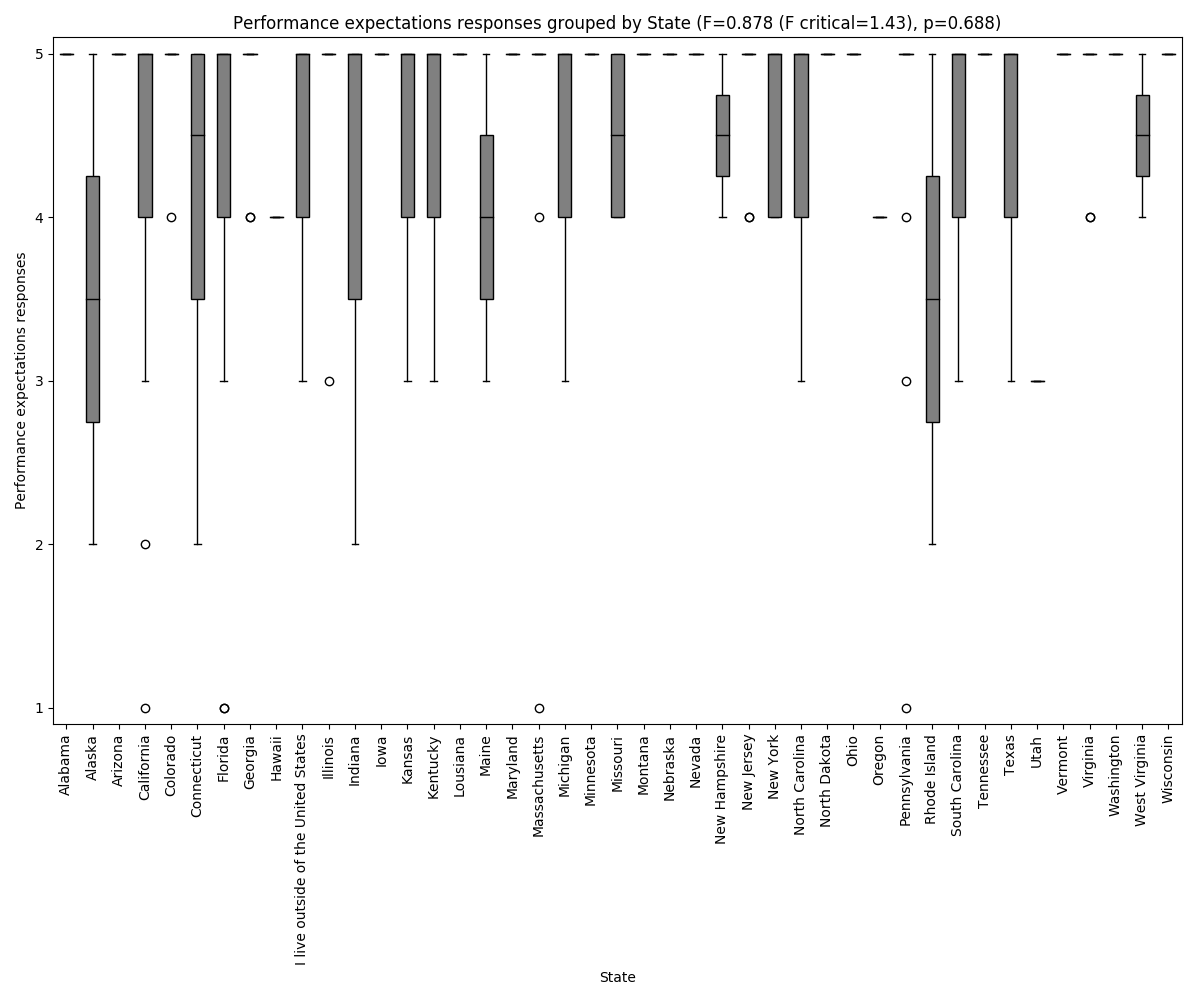 Performance expectations responses grouped by State (F=0.878 (F critical=1.43), p=0.688)
5
4
3
2
1
Performance expectations responses
Alabama
Alaska
Arizona
California
Colorado
Connecticut
Florida
Georgia
Hawaii
I live outside of the United States
Illinois
Indiana
Iowa
Kansas
Kentucky
Lousiana
Maine
Maryland
Massachusetts
Michigan
Minnesota
Missouri
Montana
Nebraska
Nevada
New Hampshire
New Jersey
New York
North Carolina
North Dakota
Ohio
Oregon
Pennsylvania
Rhode Island
South Carolina
Tennessee
Texas
Utah
Vermont
Virginia
Washington
West Virginia
Wisconsin
State